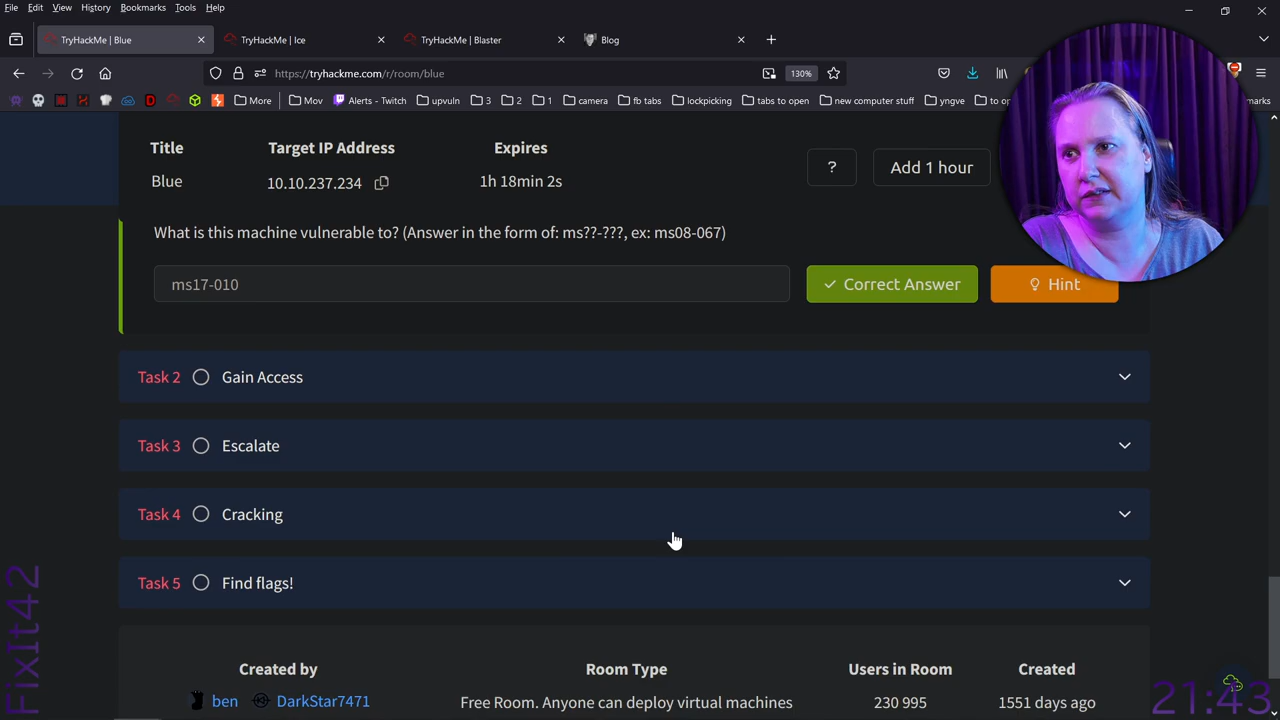 File Edit View History Bookmarks Tools Help
TryHackMe | Blue
TryHackMe | Ice
TryHackMe | Blaster
Blog
https://tryhackme.com/r/room/blue
130%
More
Mov
Alerts - Twitch
upvuln
3
2
1
camera
fb tabs
lockpicking
tabs to open
new computer stuff
yngve
Title Target IP Address Expires
Blue 10.10.237.234 1h 18min 2s
?
Add 1 hour
What is this machine vulnerable to? (Answer in the form of: ms??-???, ex: ms08-067)
ms17-010
Correct Answer
Hint
Task 2 Gain Access
Task 3 Escalate
Task 4 Cracking
Task 5 Find flags!
Created by Room Type Users in Room Created
ben DarkStar7471 Free Room. Anyone can deploy virtual machines 230 995 1551 days ago
FixIt42
21:43